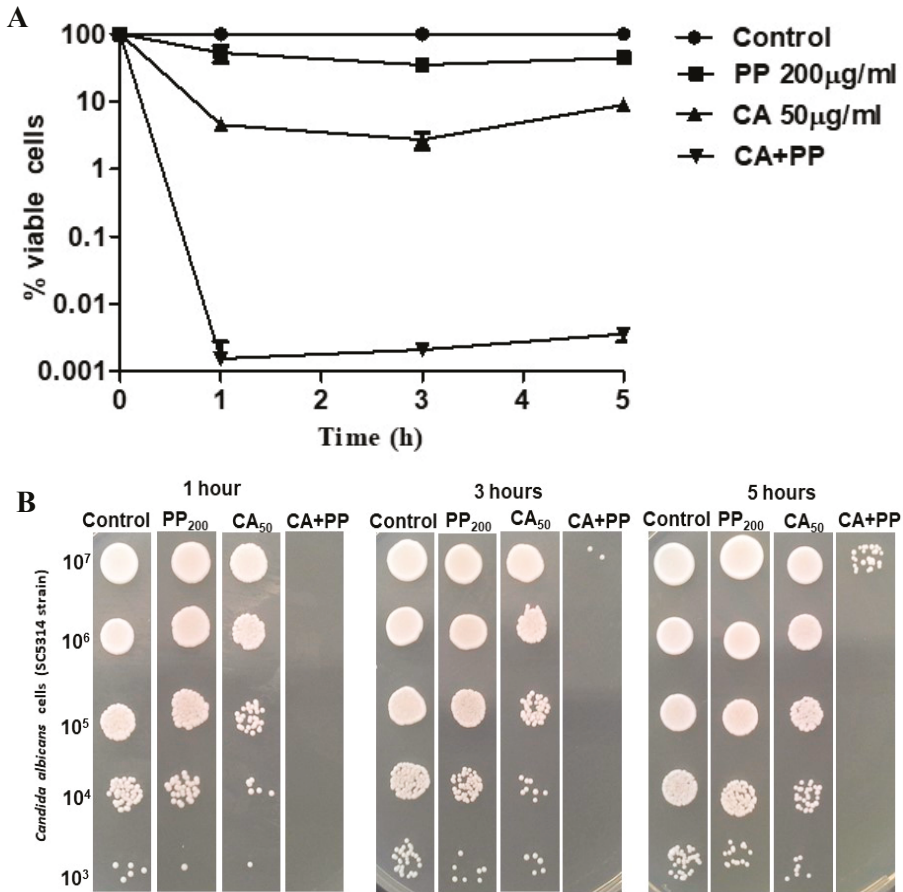 A
100
10
1
0.1
0.01
0.001
% viable cells
0 1 2 3 4 5
Time (h)
Control
PP 200µg/ml
CA 50µg/ml
CA+PP
B
1 hour 3 hours 5 hours
Control PP200 CA50 CA+PP Control PP200 CA50 CA+PP Control PP200 CA50 CA+PP
Candida albicans cells (SC5314 strain)
10⁷
10⁶
10⁵
10⁴
10³